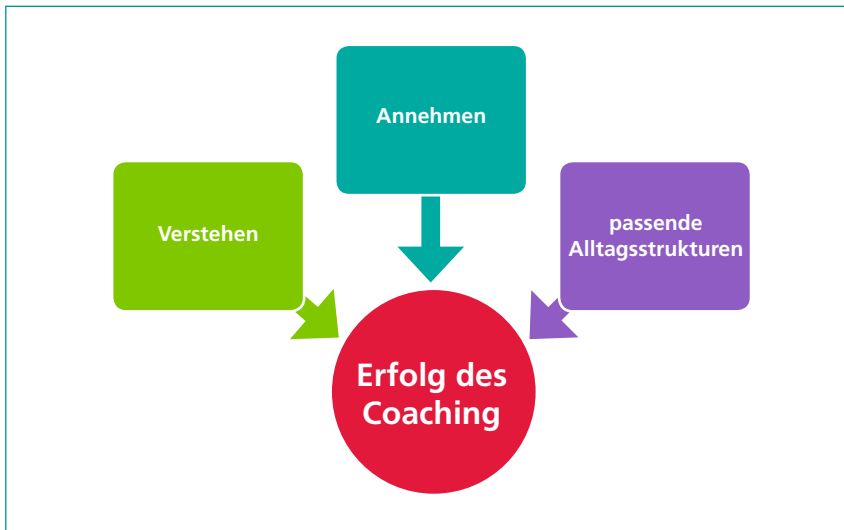 Annehmen
Verstehen
passende
Alltagsstrukturen
Erfolg des
Coaching